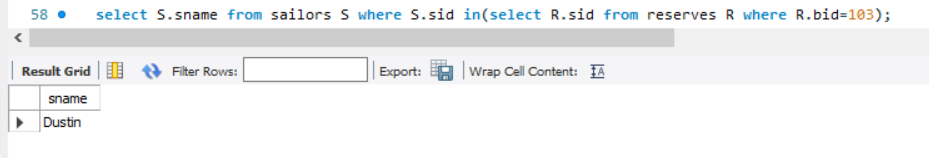 58 select S.sname from sailors S where S.sid in(select R.sid from reserves R where R.bid=103);
Result Grid Filter Rows: Export: Wrap Cell Content: IA
sname
Dustin